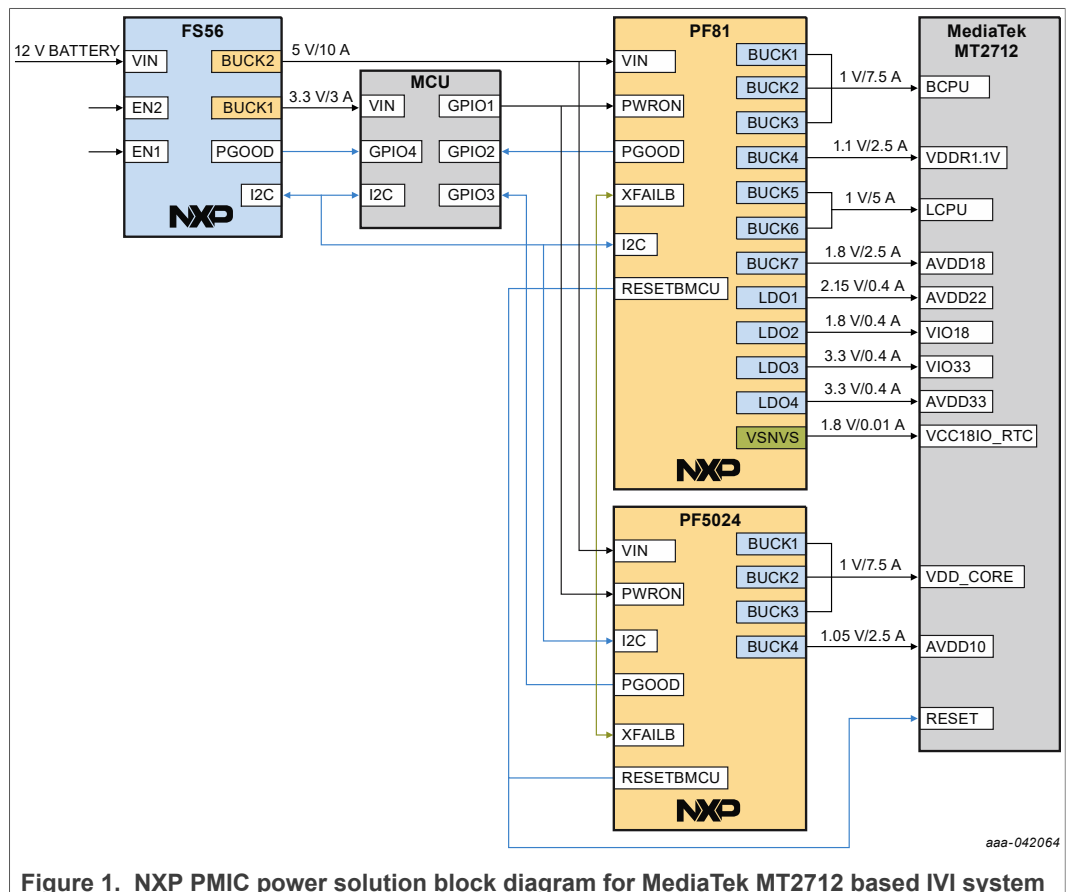 FS56
12 V BATTERY
VIN
BUCK2
5 V/10 A
EN2
BUCK1
3.3 V/3 A
EN1
PGOOD
I2C
NXP
MCU
VIN
GPIO1
GPIO4
GPIO2
I2C
GPIO3
PF81
VIN
BUCK1
PWRON
BUCK2
BUCK3
1 V/7.5 A
PGOOD
BUCK4
1.1 V/2.5 A
XFAILB
BUCK5
1 V/5 A
I2C
BUCK6
BUCK7
1.8 V/2.5 A
RESETBMCU
LDO1
2.15 V/0.4 A
LDO2
1.8 V/0.4 A
LDO3
3.3 V/0.4 A
LDO4
3.3 V/0.4 A
VSNVS
1.8 V/0.01 A
NXP
PF5024
VIN
BUCK1
PWRON
BUCK2
1 V/7.5 A
BUCK3
I2C
BUCK4
1.05 V/2.5 A
PGOOD
XFAILB
RESETBMCU
NXP
MediaTek
MT2712
BCPU
VDDR1.1V
LCPU
AVDD18
AVDD22
VIO18
VIO33
AVDD33
VCC18IO_RTC
VDD_CORE
AVDD10
RESET
aaa-042064
Figure 1. NXP PMIC power solution block diagram for MediaTek MT2712 based IVI system